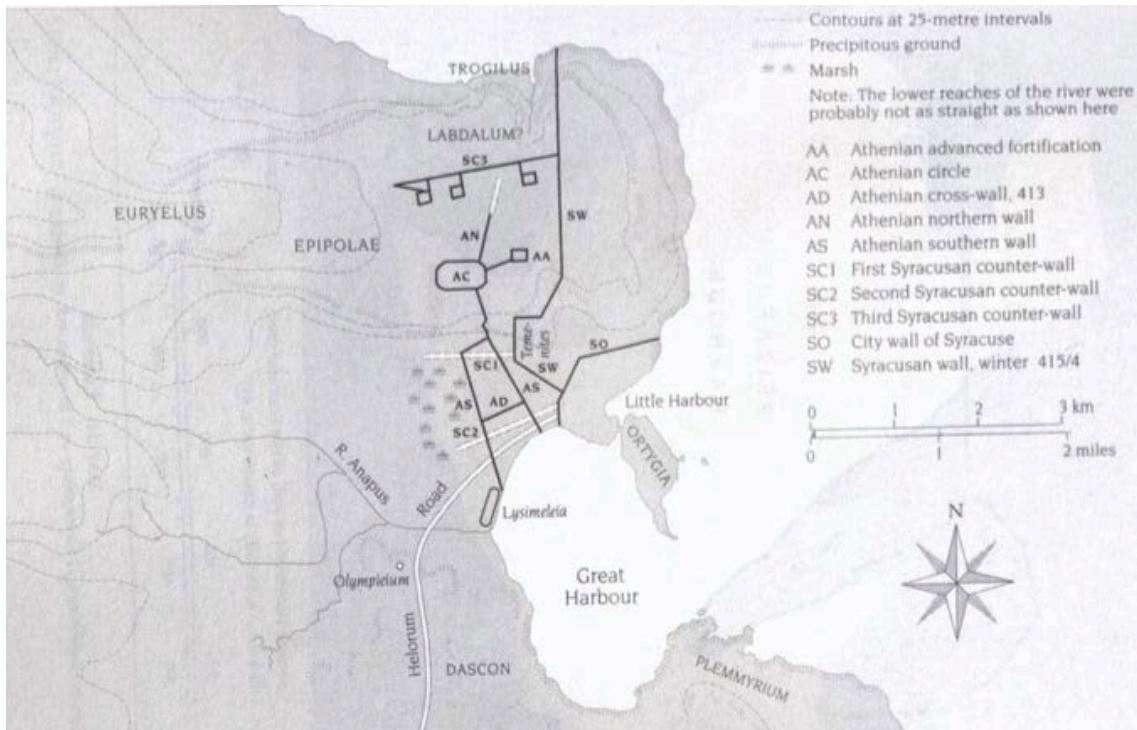 Contours at 25-metre intervals
Precipitous ground
Marsh
Note: The lower reaches of the river were
probably not as straight as shown here
AA Athenian advanced fortification
AC Athenian circle
AD Athenian cross-wall, 413
AN Athenian northern wall
AS Athenian southern wall
SC1 First Syracusan counter-wall
SC2 Second Syracusan counter-wall
SC3 Third Syracusan counter-wall
SO City wall of Syracuse
SW Syracusan wall, winter 415/4
0 1 2 3 km
0 1 2 miles
N
TROGILUS
LABDALUM?
SC3
EURYELUS
SW
EPIPOLAE
AN
AA
AC
Teme-
nites
SO
SC1
SW
AS
AS
AD
SC2
Little Harbour
ORTYGIA
R. Anapus
Road
Lysimeleia
Olympieium
Great
Harbour
Helorum
DASCON
PLEMMYRIUM